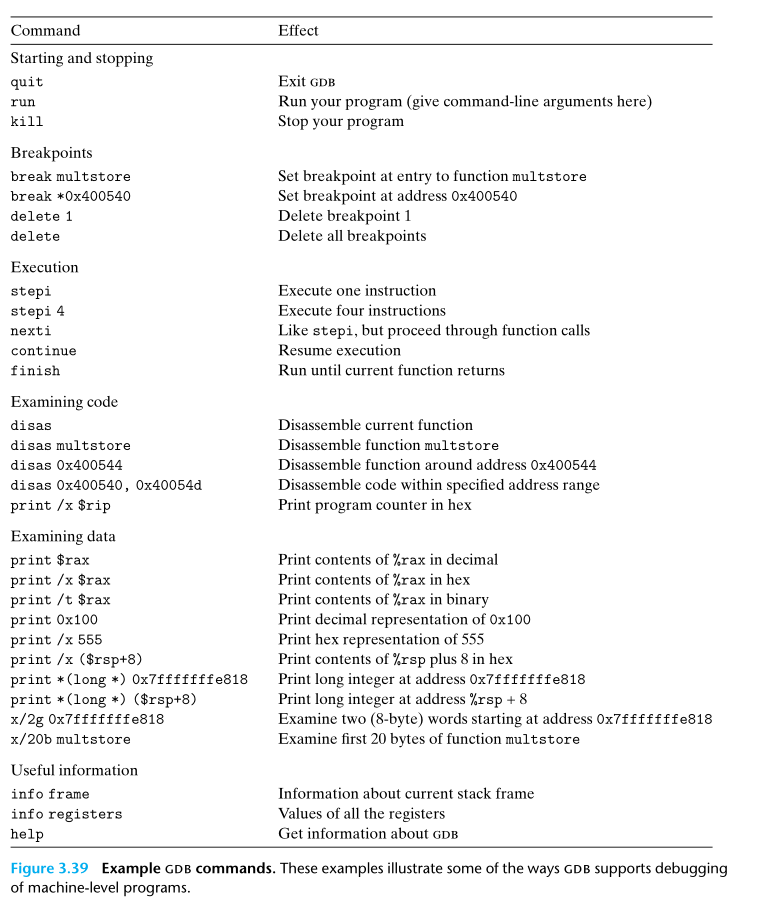 Command Effect
Starting and stopping
quit Exit GDB
run Run your program (give command-line arguments here)
kill Stop your program
Breakpoints
break multstore Set breakpoint at entry to function multstore
break *0x400540 Set breakpoint at address 0x400540
delete 1 Delete breakpoint 1
delete Delete all breakpoints
Execution
stepi Execute one instruction
stepi 4 Execute four instructions
nexti Like stepi, but proceed through function calls
continue Resume execution
finish Run until current function returns
Examining code
disas Disassemble current function
disas multstore Disassemble function multstore
disas 0x400544 Disassemble function around address 0x400544
disas 0x400540, 0x40054d Disassemble code within specified address range
print /x $rip Print program counter in hex
Examining data
print $rax Print contents of %rax in decimal
print /x $rax Print contents of %rax in hex
print /t $rax Print contents of %rax in binary
print 0x100 Print decimal representation of 0x100
print /x 555 Print hex representation of 555
print /x ($rsp+8) Print contents of %rsp plus 8 in hex
print *(long *) 0x7fffffffe818 Print long integer at address 0x7fffffffe818
print *(long *) ($rsp+8) Print long integer at address %rsp + 8
x/2g 0x7fffffffe818 Examine two (8-byte) words starting at address 0x7fffffffe818
x/20b multstore Examine first 20 bytes of function multstore
Useful information
info frame Information about current stack frame
info registers Values of all the registers
help Get information about GDB
Figure 3.39 Example GDB commands. These examples illustrate some of the ways GDB supports debugging
of machine-level programs.